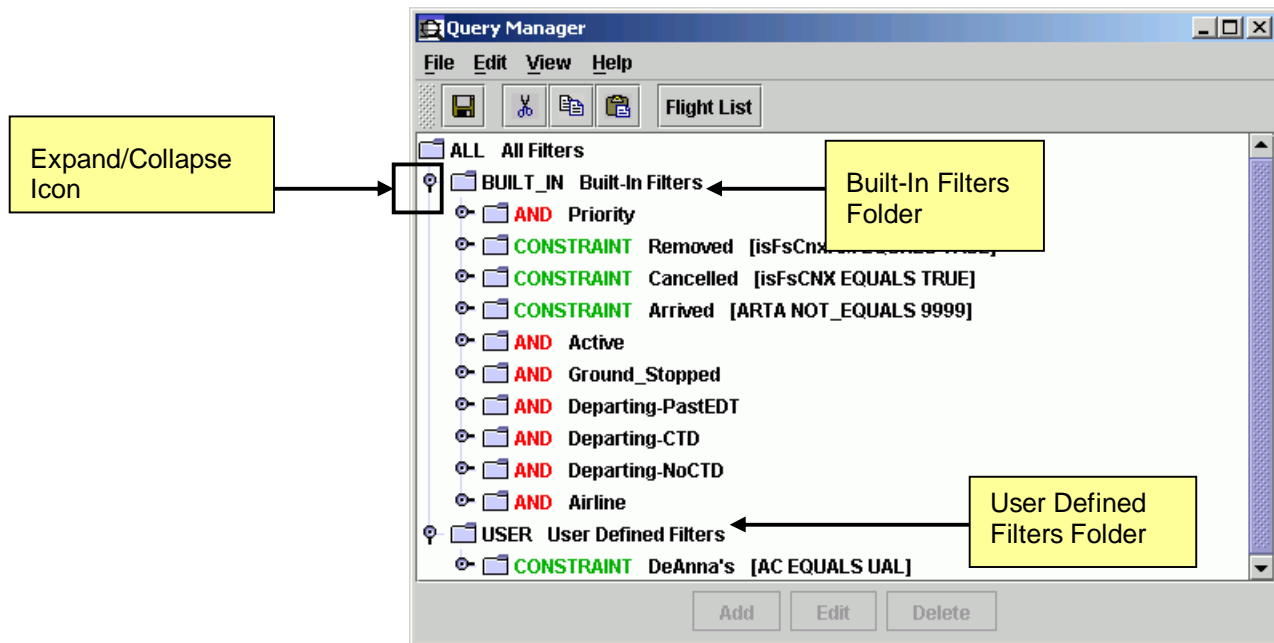 Query Manager
File Edit View Help
Flight List
Expand/Collapse
Icon
ALL All Filters
BUILT_IN Built-In Filters
Built-In Filters
Folder
AND Priority
CONSTRAINT Removed
CONSTRAINT Cancelled [isFsCNX EQUALS TRUE]
CONSTRAINT Arrived [ARTA NOT_EQUALS 9999]
AND Active
AND Ground_Stopped
AND Departing-PastEDT
AND Departing-CTD
AND Departing-NoCTD
AND Airline
User Defined
Filters Folder
USER User Defined Filters
CONSTRAINT DeAnna's [AC EQUALS UAL]
Add Edit Delete